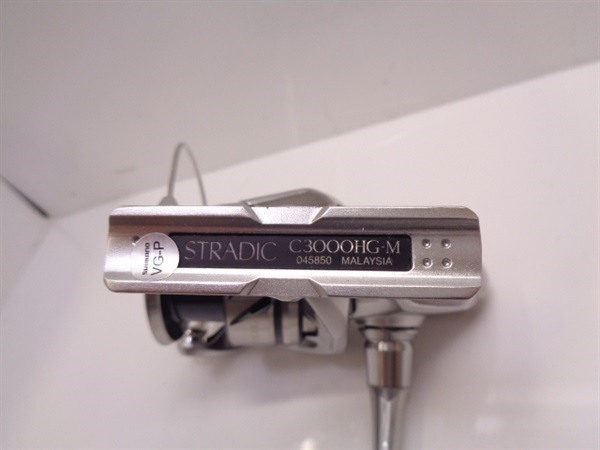 SHIMANO
VG-P
STRADIC C3000HG-M
045850 MALAYSIA